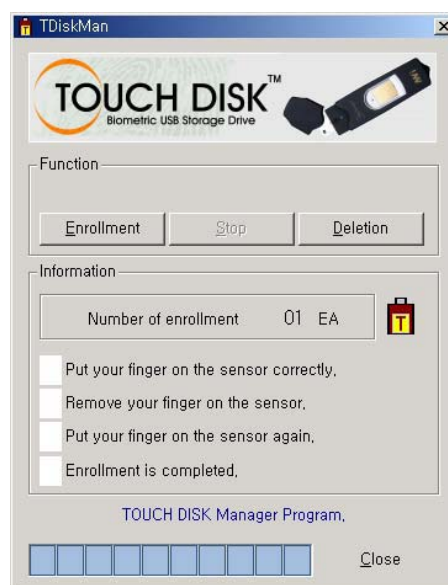 TDiskMan
TOUCH DISK™
Biometric USB Storage Drive
Function
Enrollment Stop Deletion
Information
Number of enrollment 01 EA
T
Put your finger on the sensor correctly,
Remove your finger on the sensor,
Put your finger on the sensor again,
Enrollment is completed,
TOUCH DISK Manager Program,
Close